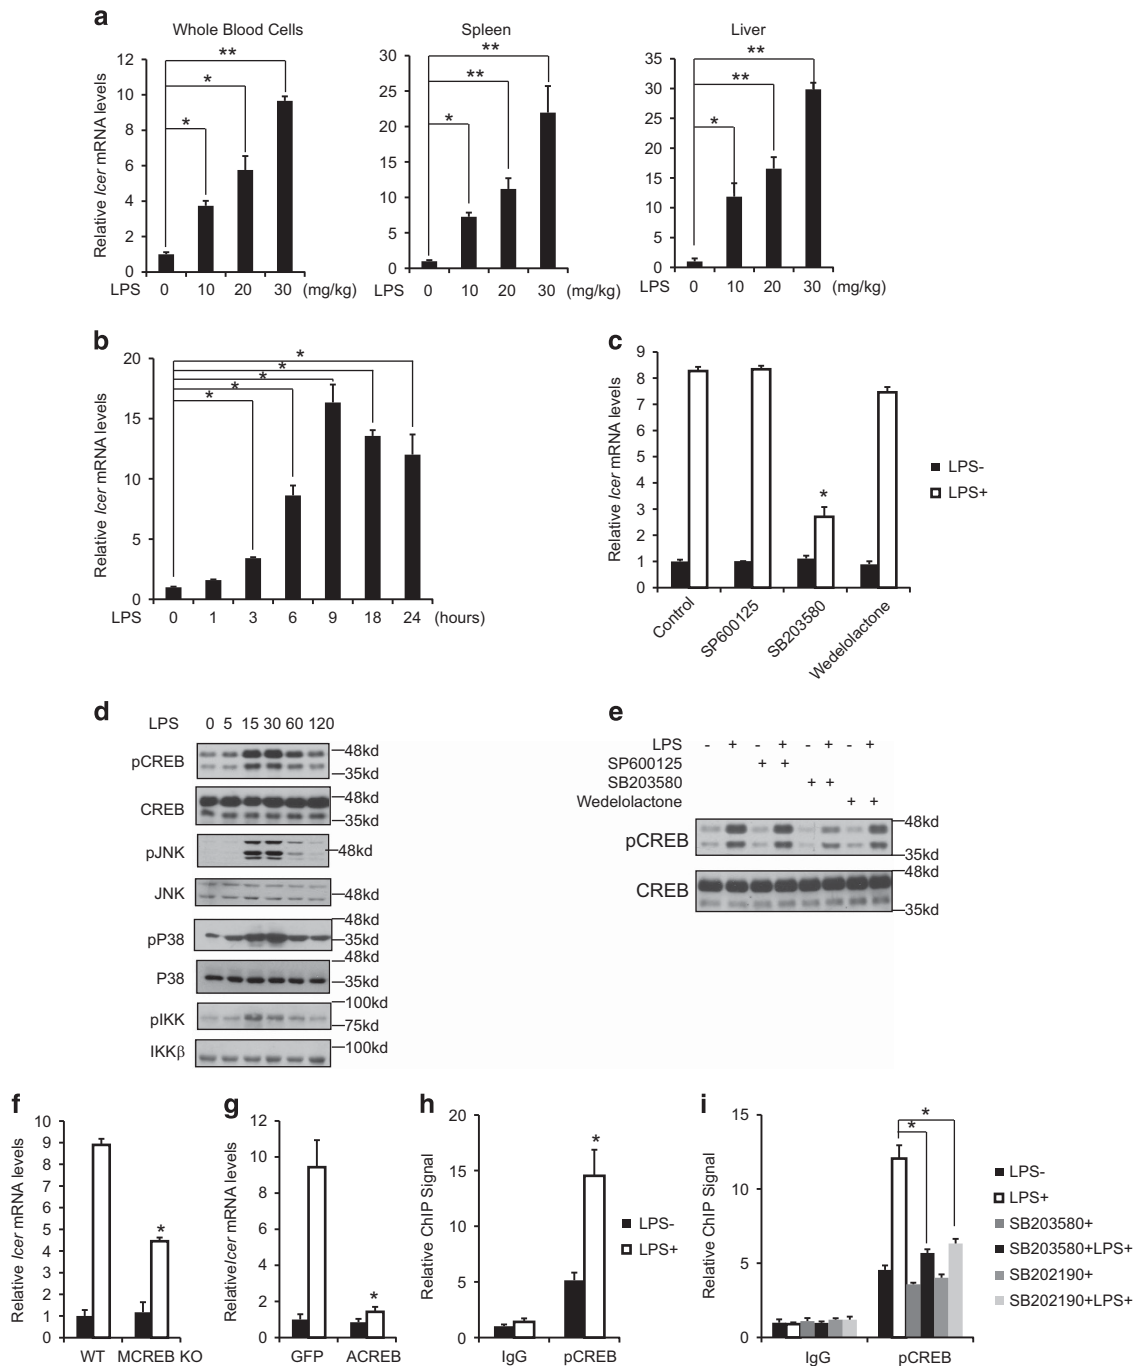 a
Whole Blood Cells
Relative Icer mRNA levels
12
10
8
6
4
2
0
*
*
**
LPS 0 10 20 30 (mg/kg)
Spleen
30
25
20
15
10
5
0
*
**
**
LPS 0 10 20 30 (mg/kg)
Liver
35
30
25
20
15
10
5
0
*
**
**
LPS 0 10 20 30 (mg/kg)
b
Relative Icer mRNA levels
20
15
10
5
0
*
*
*
*
*
LPS 0 1 3 6 9 18 24 (hours)
c
Relative Icer mRNA levels
9
8
7
6
5
4
3
2
1
0
*
Control
SP600125
SB203580
Wedelolactone
LPS-
LPS+
d
LPS 0 5 15 30 60 120
pCREB
48kd
35kd
CREB
48kd
35kd
pJNK
48kd
JNK
48kd
pP38
48kd
35kd
P38
48kd
35kd
pIKK
100kd
75kd
IKKβ
100kd
e
LPS - + - + - + - +
SP600125 + +
SB203580 + +
Wedelolactone + +
pCREB
48kd
35kd
CREB
48kd
35kd
f
Relative Icer mRNA levels
10
9
8
7
6
5
4
3
2
1
0
*
WT MCREB KO
g
RelativeIcer mRNA levels
12
10
8
6
4
2
0
*
GFP ACREB
h
Relative ChIP Signal
20
15
10
5
0
*
IgG pCREB
LPS-
LPS+
i
Relative ChIP Signal
15
10
5
0
*
*
IgG pCREB
LPS-
LPS+
SB203580+
SB203580+LPS+
SB202190+
SB202190+LPS+